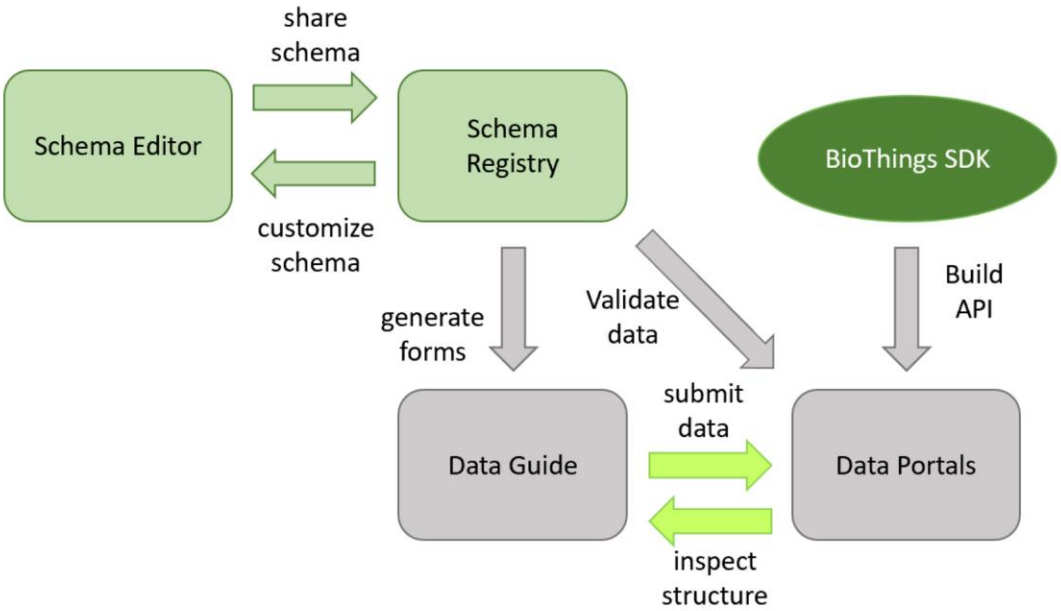 share
schema
Schema Editor
Schema
Registry
BioThings SDK
customize
schema
generate
forms
Validate
data
Build
API
submit
data
Data Guide
Data Portals
inspect
structure